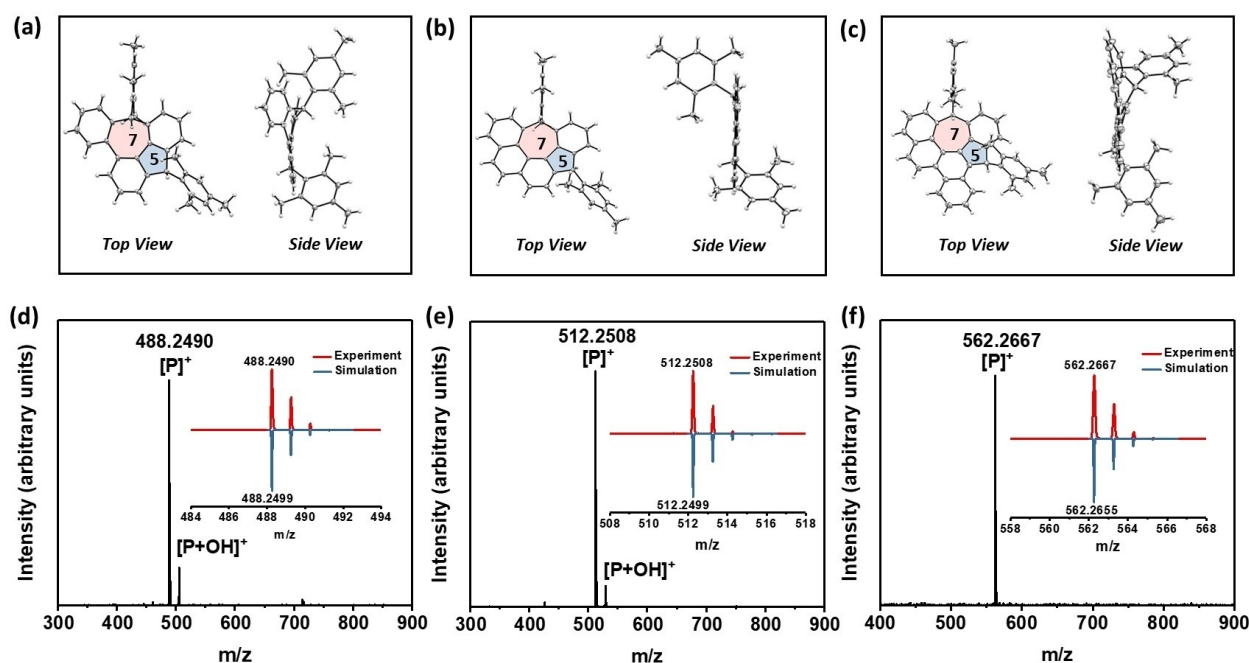 (a)
7
5
Top View
Side View
(b)
7
5
Top View
Side View
(c)
7
5
Top View
Side View
(d)
Intensity (arbitrary units)
488.2490
[P]+
[P+OH]+
488.2490
Experiment
Simulation
488.2499
484 486 488 490 492 494
m/z
300 400 500 600 700 800 900
m/z
(e)
Intensity (arbitrary units)
512.2508
[P]+
[P+OH]+
512.2508
Experiment
Simulation
512.2499
508 510 512 514 516 518
m/z
300 400 500 600 700 800 900
m/z
(f)
Intensity (arbitrary units)
562.2667
[P]+
562.2667
Experiment
Simulation
562.2655
558 560 562 564 566 568
m/z
400 500 600 700 800 900
m/z